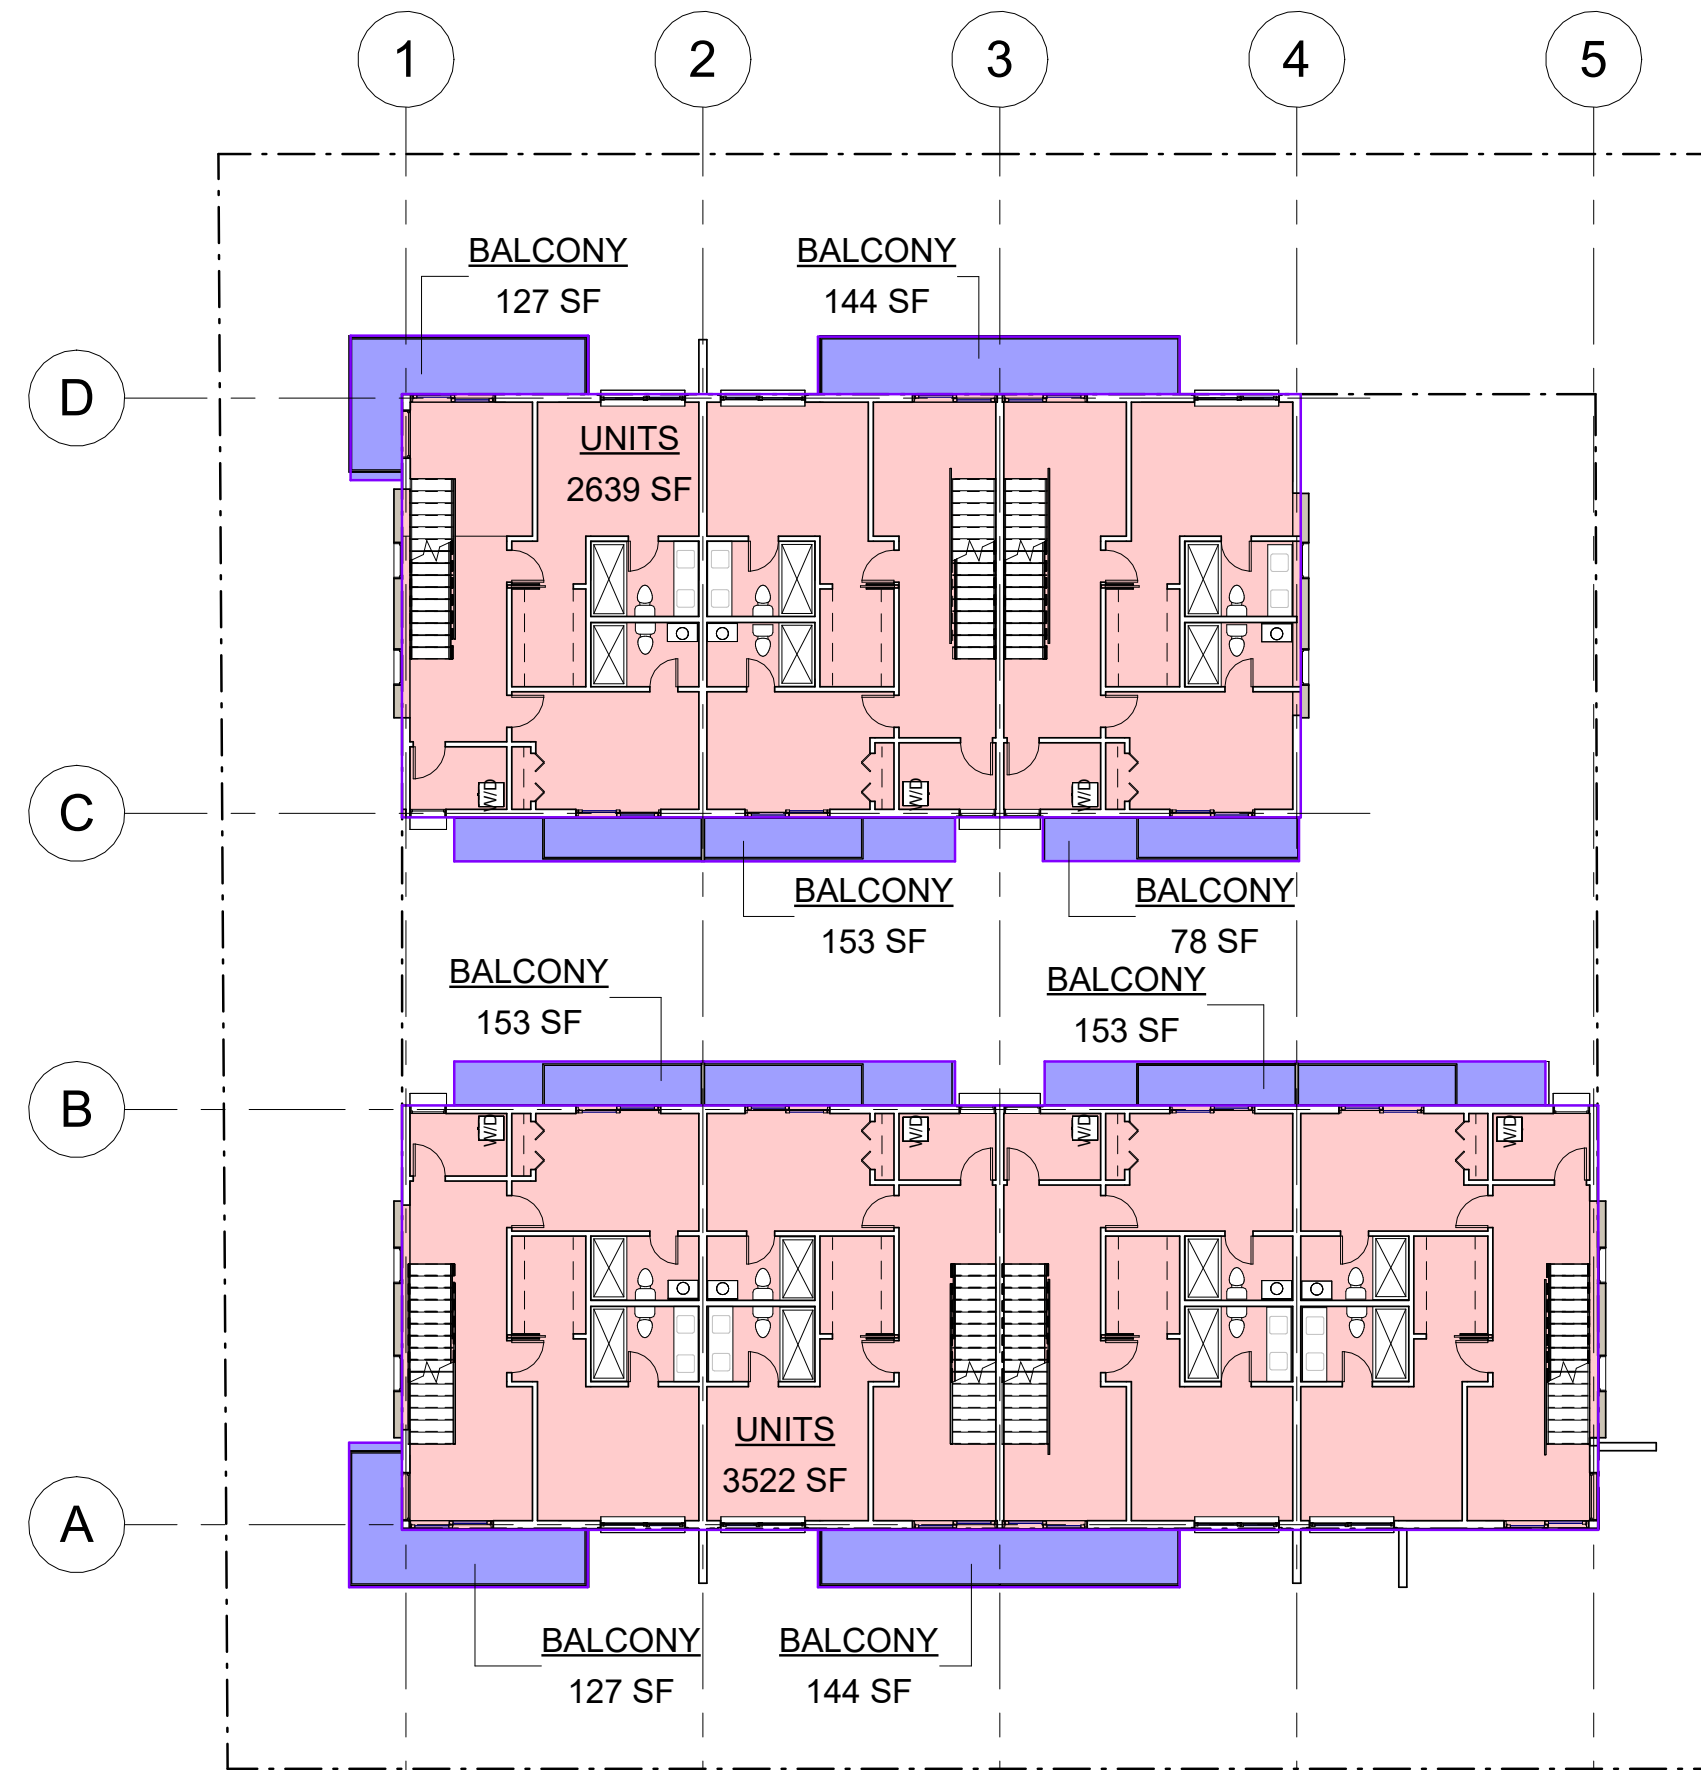 1 2 3 4 5
BALCONY BALCONY
127 SF 144 SF
D
UNITS
2639 SF
W/D W/D W/D
C
BALCONY BALCONY
153 SF 78 SF
BALCONY BALCONY
153 SF 153 SF
B
W/D W/D W/D W/D
UNITS
3522 SF
A
BALCONY BALCONY
127 SF 144 SF